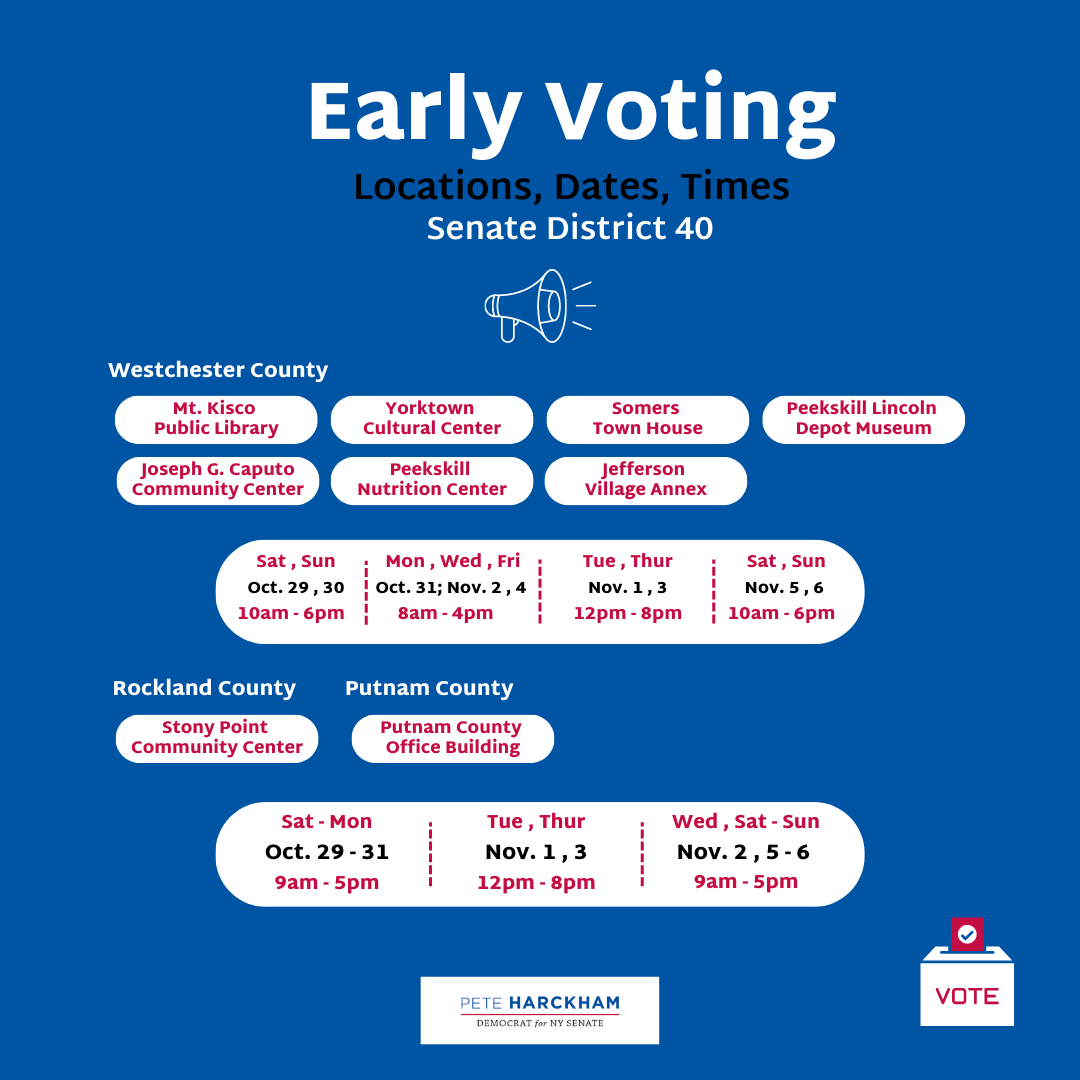 Early Voting
Locations, Dates, Times
Senate District 40
Westchester County
Mt. Kisco
Public Library
Yorktown
Cultural Center
Somers
Town House
Peekskill Lincoln
Depot Museum
Joseph G. Caputo
Community Center
Peekskill
Nutrition Center
Jefferson
Village Annex
Sat , Sun
Oct. 29 , 30
10am - 6pm
Mon , Wed , Fri
Oct. 31; Nov. 2 , 4
8am - 4pm
Tue , Thur
Nov. 1 , 3
12pm - 8pm
Sat , Sun
Nov. 5 , 6
10am - 6pm
Rockland County
Stony Point
Community Center
Putnam County
Putnam County
Office Building
Sat - Mon
Oct. 29 - 31
9am - 5pm
Tue , Thur
Nov. 1 , 3
12pm - 8pm
Wed , Sat - Sun
Nov. 2 , 5 - 6
9am - 5pm
VOTE
PETE HARCKHAM
DEMOCRAT for NY SENATE